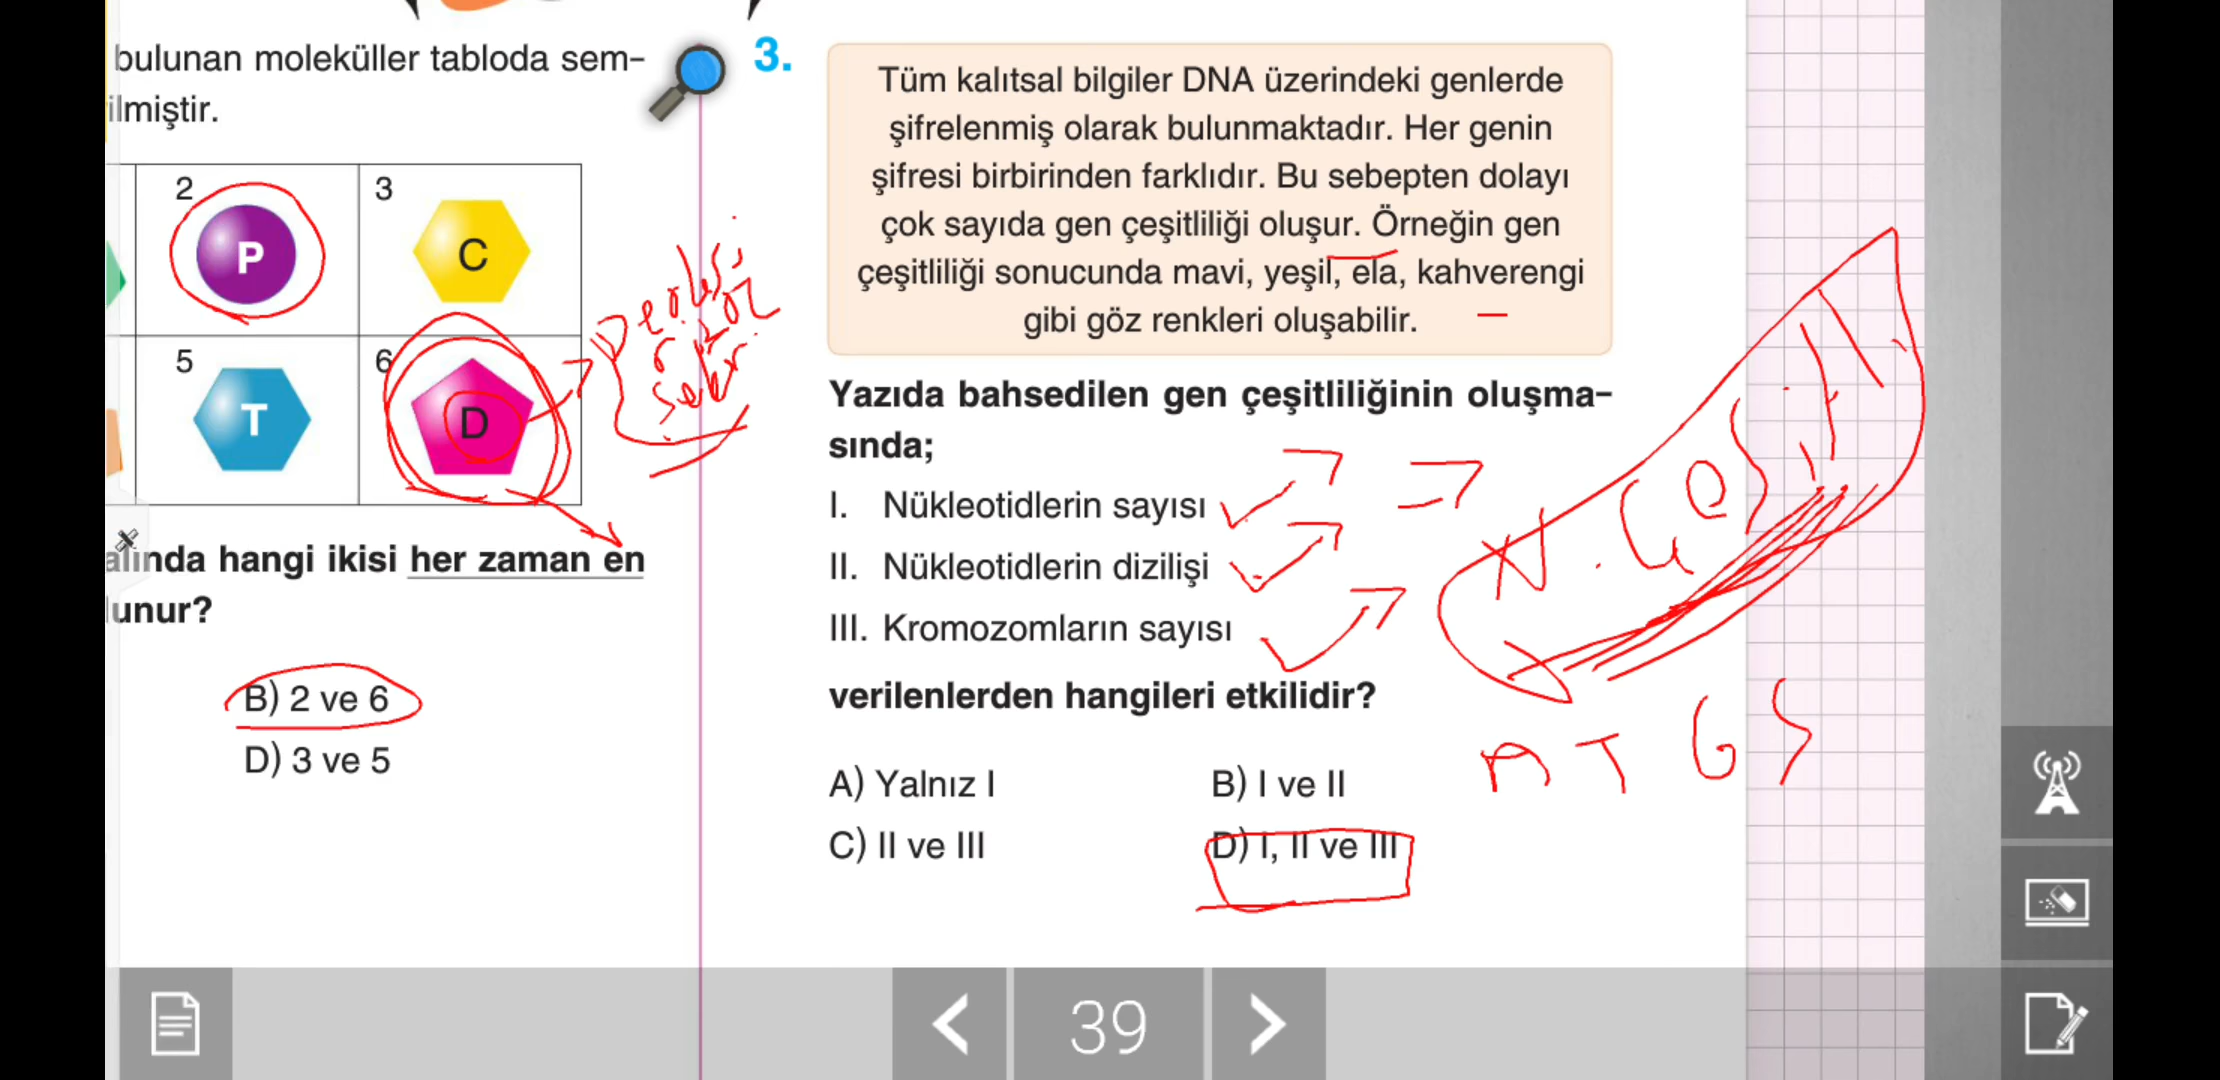 bulunan moleküller tabloda sem-
ilmiştir.
2
P
3
C
5
T
6
D
alında hangi ikisi her zaman en
unur?
B) 2 ve 6
D) 3 ve 5
3.
Tüm kalıtsal bilgiler DNA üzerindeki genlerde
şifrelenmiş olarak bulunmaktadır. Her genin
şifresi birbirinden farklıdır. Bu sebepten dolayı
çok sayıda gen çeşitliliği oluşur. Örneğin gen
çeşitliliği sonucunda mavi, yeşil, ela, kahverengi
gibi göz renkleri oluşabilir.
Yazıda bahsedilen gen çeşitliliğinin oluşma-
sında;
I. Nükleotidlerin sayısı
II. Nükleotidlerin dizilişi
III. Kromozomların sayısı
verilenlerden hangileri etkilidir?
A) Yalnız I
B) I ve II
C) II ve III
D) I, II ve III
A T G S
39